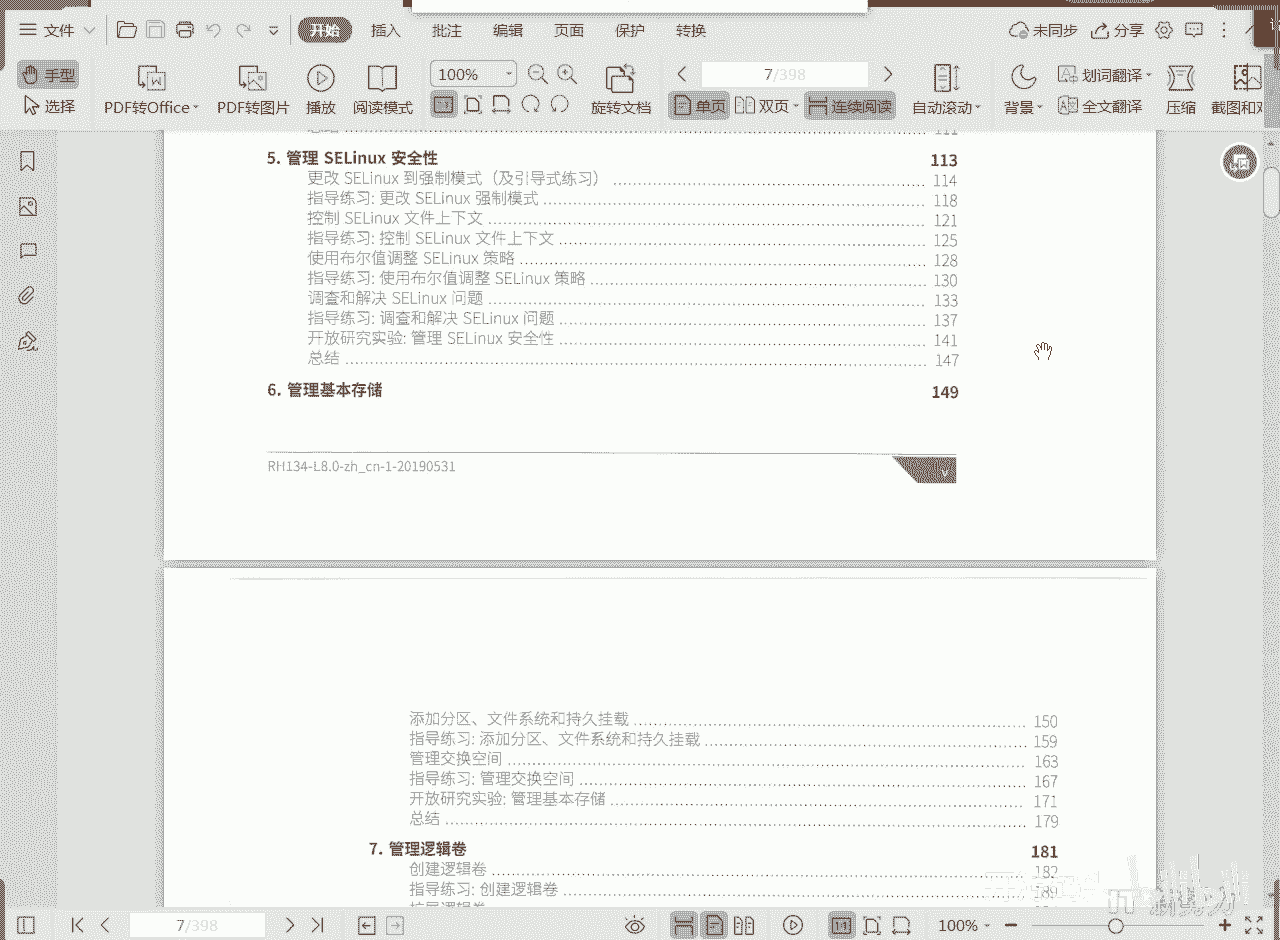 文件
开始
插入
批注
编辑
页面
保护
转换
未同步
分享
手型
选择
PDF转Office
PDF转图片
播放
阅读模式
100%
旋转文档
7/398
单页
双页
连续阅读
自动滚动
背景
划词翻译
全文翻译
压缩
截图和对
总结 111
5. 管理 SELinux 安全性 113
更改 SELinux 到强制模式（及引导式练习） 114
指导练习: 更改 SELinux 强制模式 118
控制 SELinux 文件上下文 121
指导练习: 控制 SELinux 文件上下文 125
使用布尔值调整 SELinux 策略 128
指导练习: 使用布尔值调整 SELinux 策略 130
调查和解决 SELinux 问题 133
指导练习: 调查和解决 SELinux 问题 137
开放研究实验: 管理 SELinux 安全性 141
总结 147
6. 管理基本存储 149
RH134-L8.0-zh_cn-1-20190531 v
添加分区、文件系统和持久挂载 150
指导练习: 添加分区、文件系统和持久挂载 159
管理交换空间 163
指导练习: 管理交换空间 167
开放研究实验: 管理基本存储 171
总结 179
7. 管理逻辑卷 181
创建逻辑卷 182
指导练习: 创建逻辑卷 189
扩展逻辑卷
7/398
100%